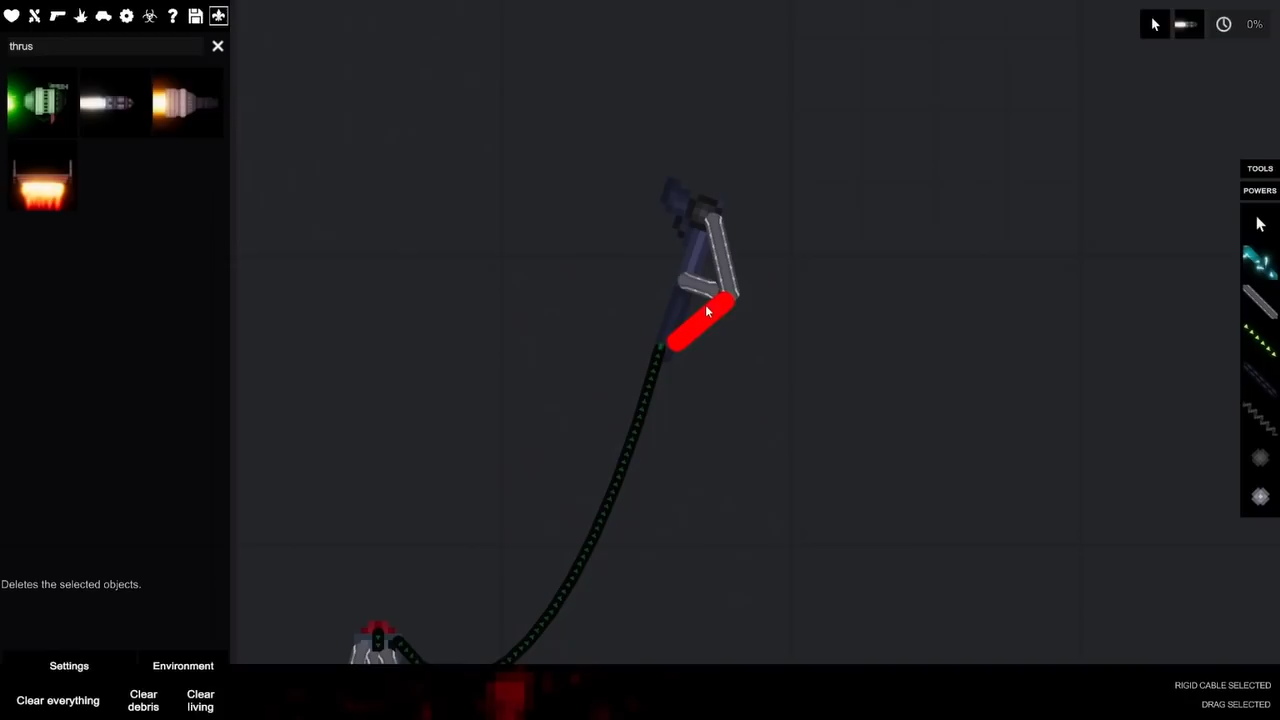 thrus
0%
TOOLS
POWERS
Deletes the selected objects.
Settings
Environment
Clear everything
Clear
debris
Clear
living
RIGID CABLE SELECTED
DRAG SELECTED